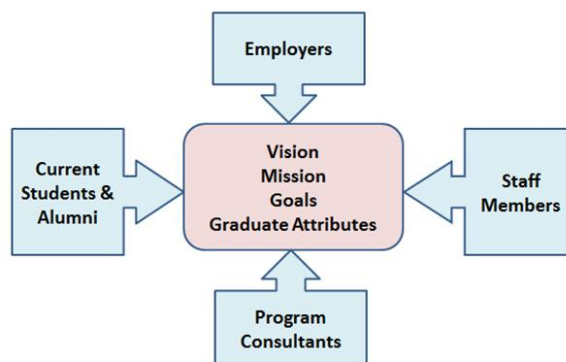 Employers
Current
Students &
Alumni
Vision
Mission
Goals
Graduate Attributes
Staff
Members
Program
Consultants